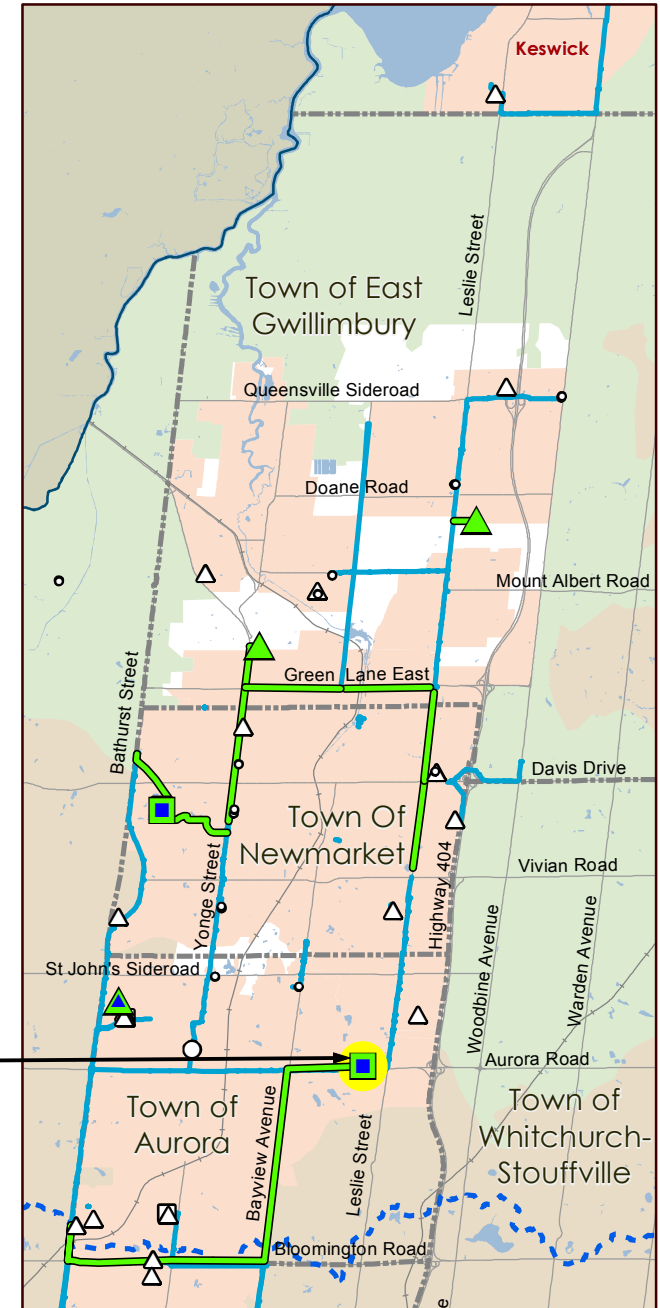 Keswick
Leslie Street
Town of East
Gwillimbury
Queensville Sideroad
Doane Road
Mount Albert Road
Green Lane East
Bathurst Street
Davis Drive
Town Of
Newmarket
Yonge Street
Highway 404
Vivian Road
Woodbine Avenue
Warden Avenue
St John's Sideroad
Aurora Road
Town of
Aurora
Bayview Avenue
Leslie Street
Town of
Whitchurch-
Stouffville
Bloomington Road
e